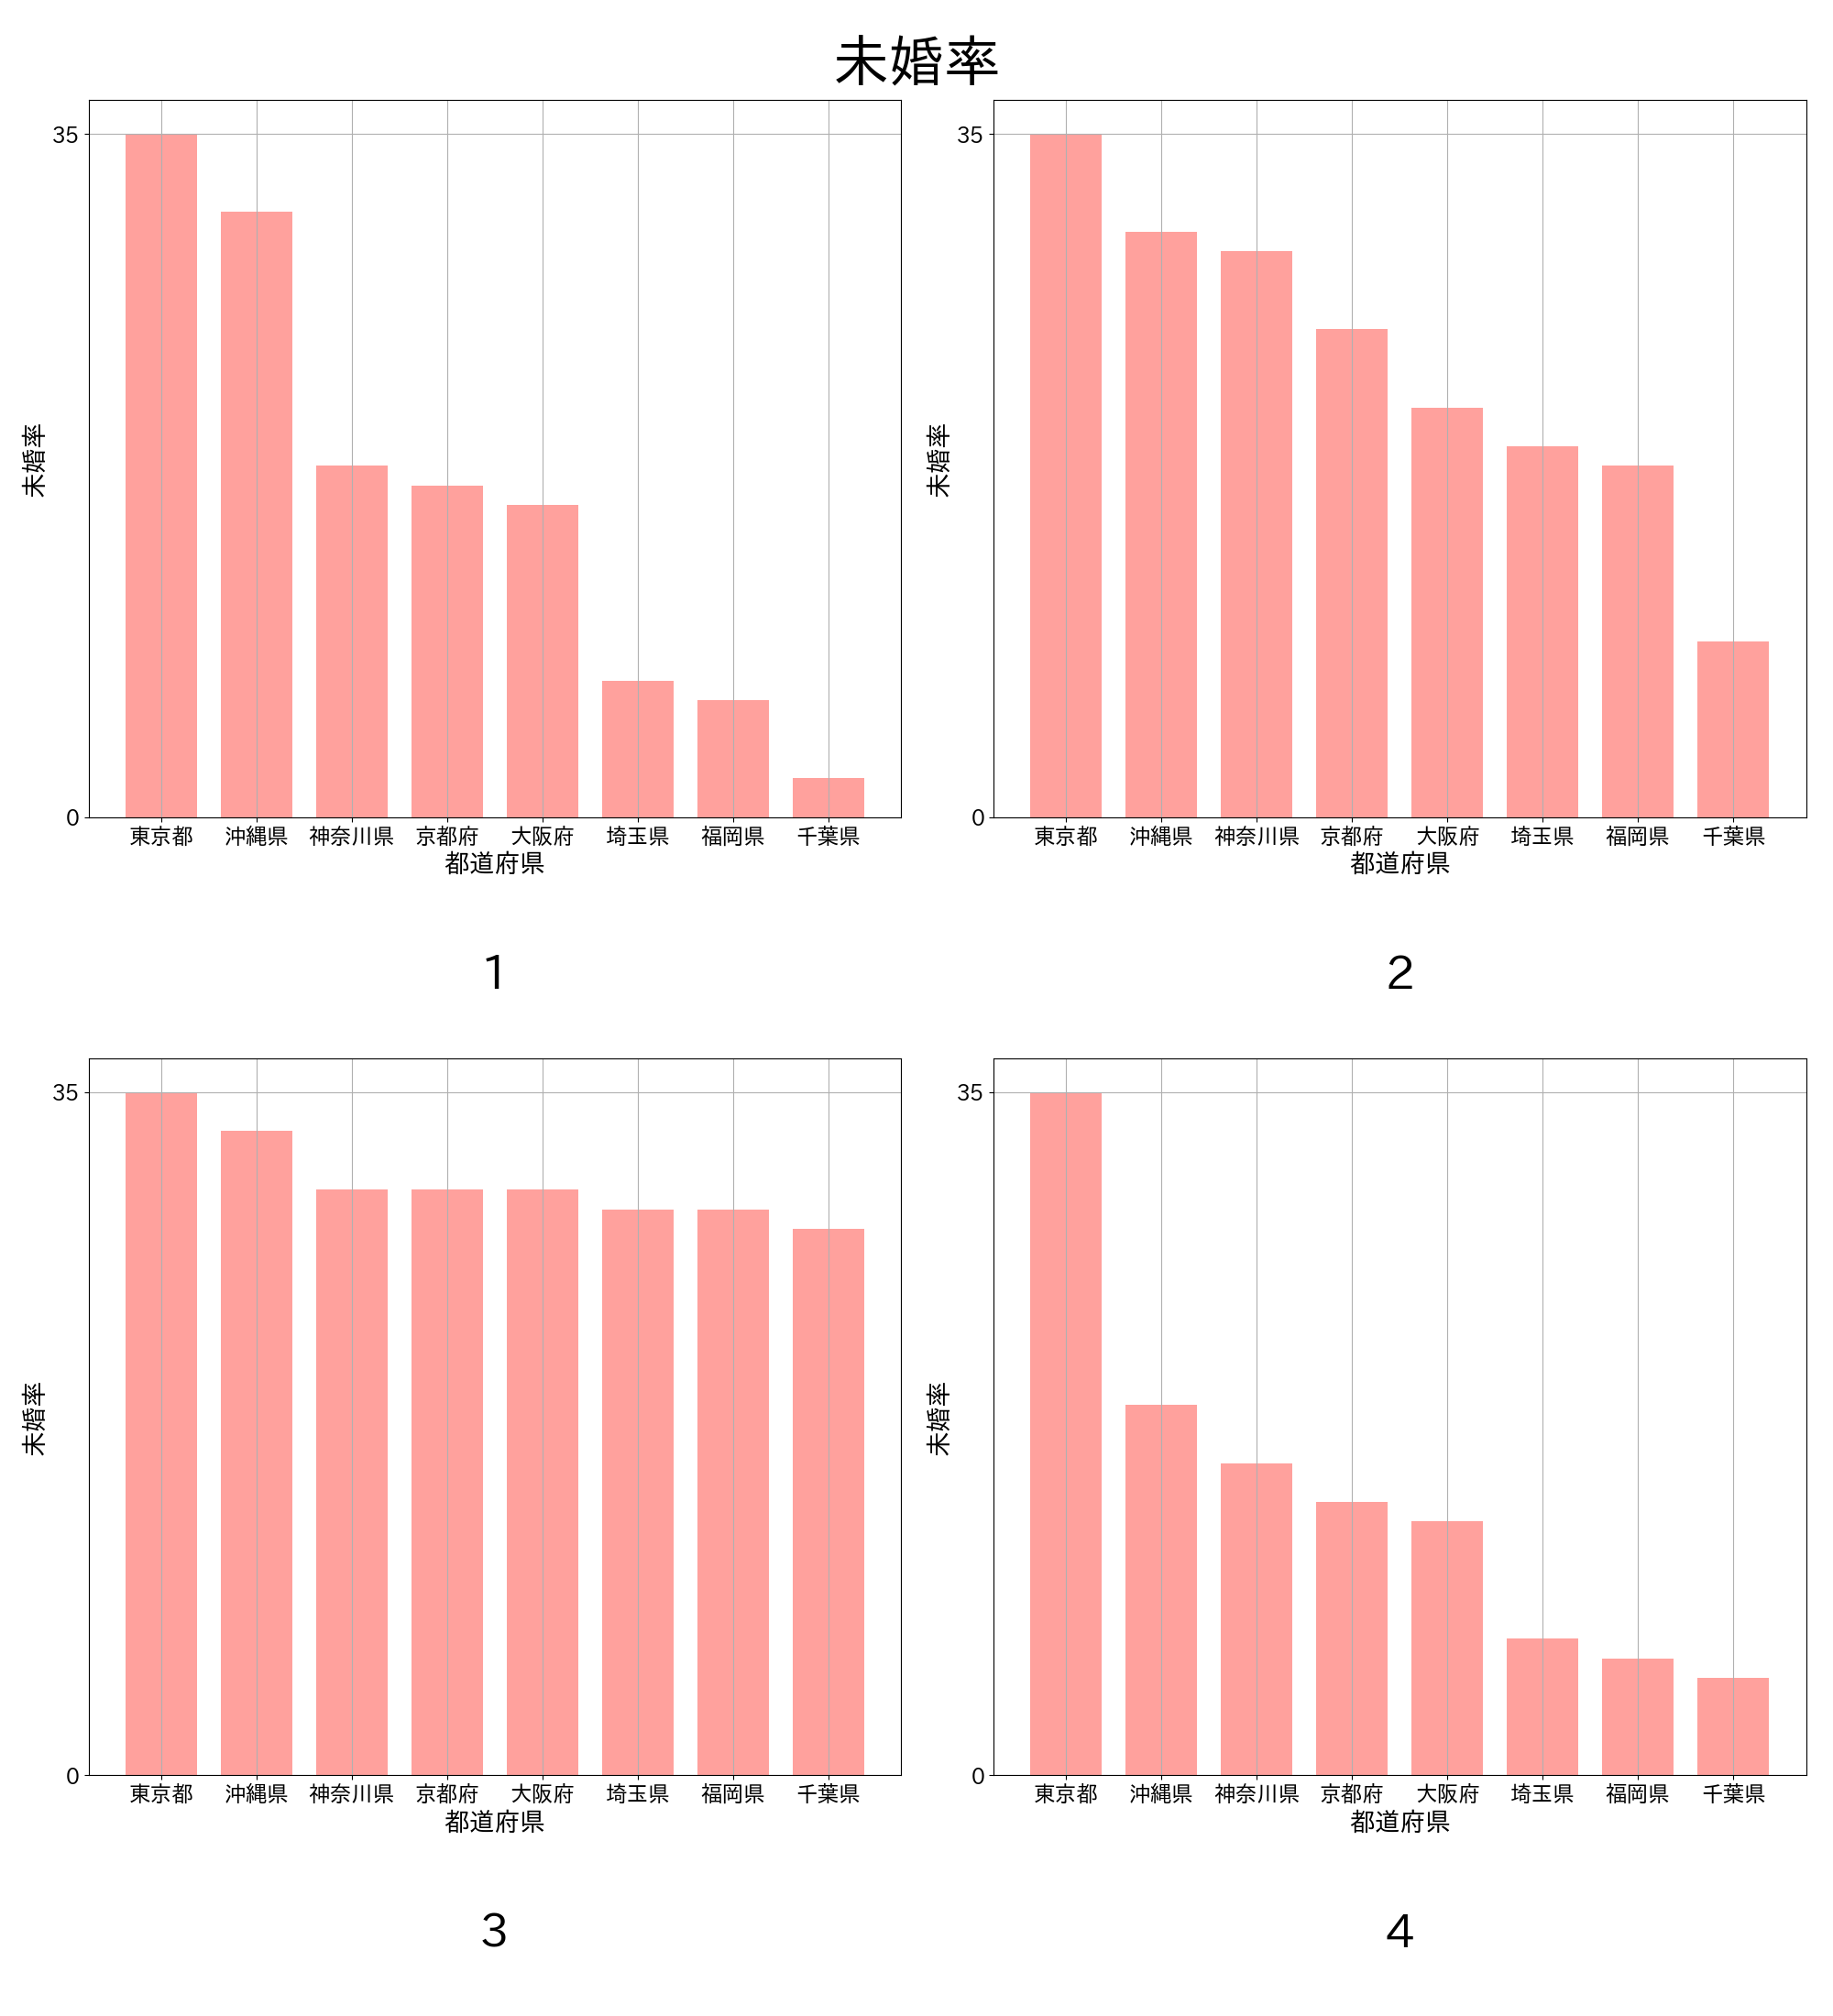 未婚率
35
0
未婚率
東京都 沖縄県 神奈川県 京都府 大阪府 埼玉県 福岡県 千葉県
都道府県
1
35
0
未婚率
東京都 沖縄県 神奈川県 京都府 大阪府 埼玉県 福岡県 千葉県
都道府県
2
35
0
未婚率
東京都 沖縄県 神奈川県 京都府 大阪府 埼玉県 福岡県 千葉県
都道府県
3
35
0
未婚率
東京都 沖縄県 神奈川県 京都府 大阪府 埼玉県 福岡県 千葉県
都道府県
4